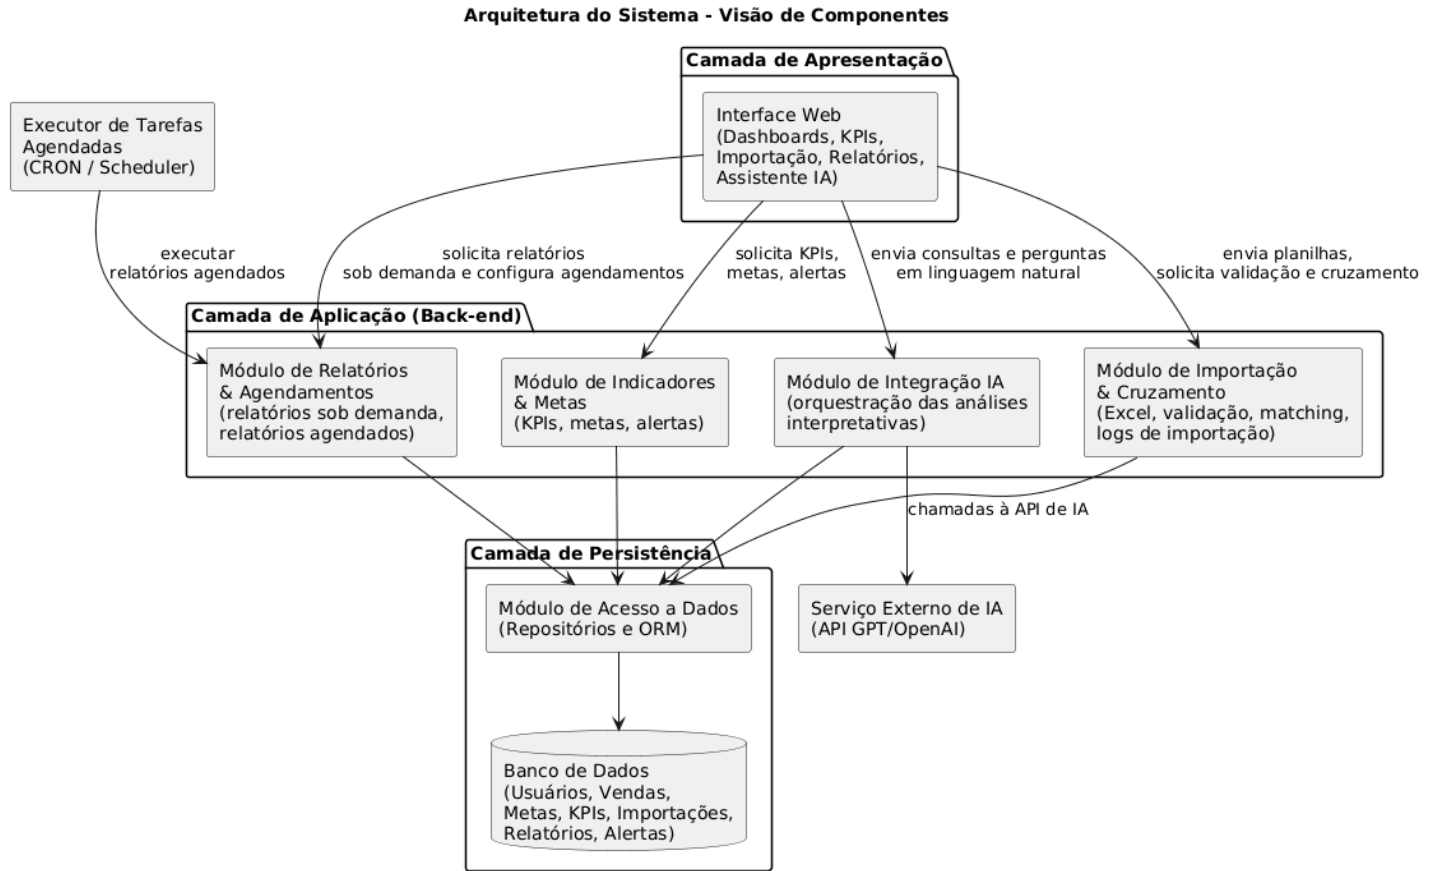 Arquitetura do Sistema - Visão de Componentes
Camada de Apresentação
Interface Web
(Dashboards, KPIs,
Importação, Relatórios,
Assistente IA)
Executor de Tarefas
Agendadas
(CRON / Scheduler)
executar
relatórios agendados
solicita relatórios
sob demanda e configura agendamentos
solicita KPIs,
metas, alertas
envia consultas e perguntas
em linguagem natural
envia planilhas,
solicita validação e cruzamento
Camada de Aplicação (Back-end)
Módulo de Relatórios
& Agendamentos
(relatórios sob demanda,
relatórios agendados)
Módulo de Indicadores
& Metas
(KPIs, metas, alertas)
Módulo de Integração IA
(orquestração das análises
interpretativas)
Módulo de Importação
& Cruzamento
(Excel, validação, matching,
logs de importação)
chamadas à API de IA
Camada de Persistência
Módulo de Acesso a Dados
(Repositórios e ORM)
Serviço Externo de IA
(API GPT/OpenAI)
Banco de Dados
(Usuários, Vendas,
Metas, KPIs, Importações,
Relatórios, Alertas)